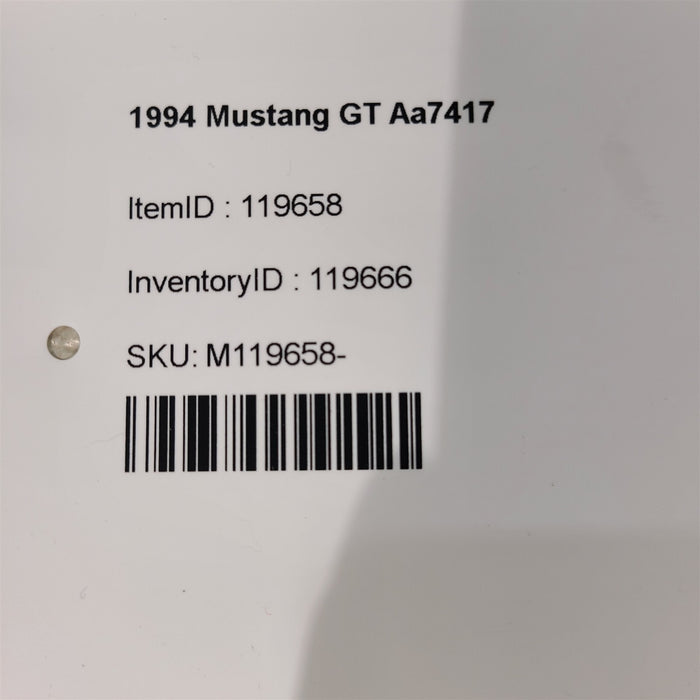 1994 Mustang GT Aa7417
ItemID : 119658
InventoryID : 119666
SKU: M119658-